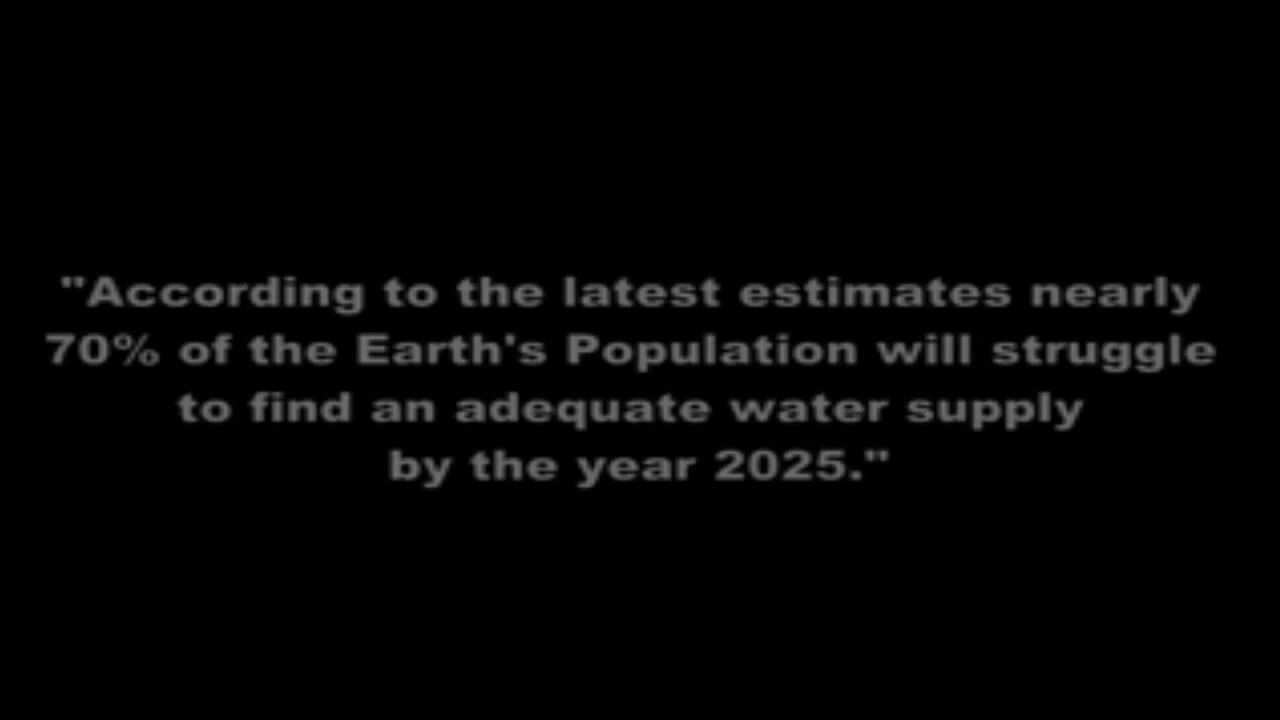 "According to the latest estimates nearly
70% of the Earth's Population will struggle
to find an adequate water supply
by the year 2025."